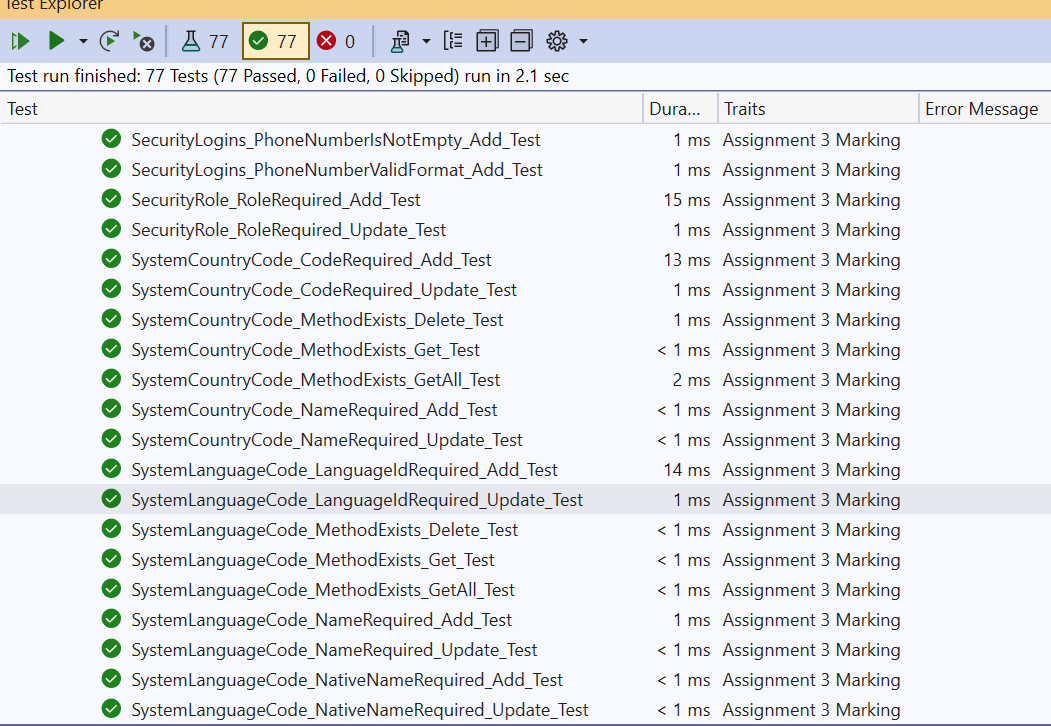 Test Explorer
77 77 0
Test run finished: 77 Tests (77 Passed, 0 Failed, 0 Skipped) run in 2.1 sec
Test Dura... Traits Error Message
SecurityLogins_PhoneNumberIsNotEmpty_Add_Test 1 ms Assignment 3 Marking
SecurityLogins_PhoneNumberValidFormat_Add_Test 1 ms Assignment 3 Marking
SecurityRole_RoleRequired_Add_Test 15 ms Assignment 3 Marking
SecurityRole_RoleRequired_Update_Test 1 ms Assignment 3 Marking
SystemCountryCode_CodeRequired_Add_Test 13 ms Assignment 3 Marking
SystemCountryCode_CodeRequired_Update_Test 1 ms Assignment 3 Marking
SystemCountryCode_MethodExists_Delete_Test 1 ms Assignment 3 Marking
SystemCountryCode_MethodExists_Get_Test < 1 ms Assignment 3 Marking
SystemCountryCode_MethodExists_GetAll_Test 2 ms Assignment 3 Marking
SystemCountryCode_NameRequired_Add_Test < 1 ms Assignment 3 Marking
SystemCountryCode_NameRequired_Update_Test < 1 ms Assignment 3 Marking
SystemLanguageCode_LanguageIdRequired_Add_Test 14 ms Assignment 3 Marking
SystemLanguageCode_LanguageIdRequired_Update_Test 1 ms Assignment 3 Marking
SystemLanguageCode_MethodExists_Delete_Test < 1 ms Assignment 3 Marking
SystemLanguageCode_MethodExists_Get_Test < 1 ms Assignment 3 Marking
SystemLanguageCode_MethodExists_GetAll_Test < 1 ms Assignment 3 Marking
SystemLanguageCode_NameRequired_Add_Test 1 ms Assignment 3 Marking
SystemLanguageCode_NameRequired_Update_Test < 1 ms Assignment 3 Marking
SystemLanguageCode_NativeNameRequired_Add_Test < 1 ms Assignment 3 Marking
SystemLanguageCode_NativeNameRequired_Update_Test < 1 ms Assignment 3 Marking